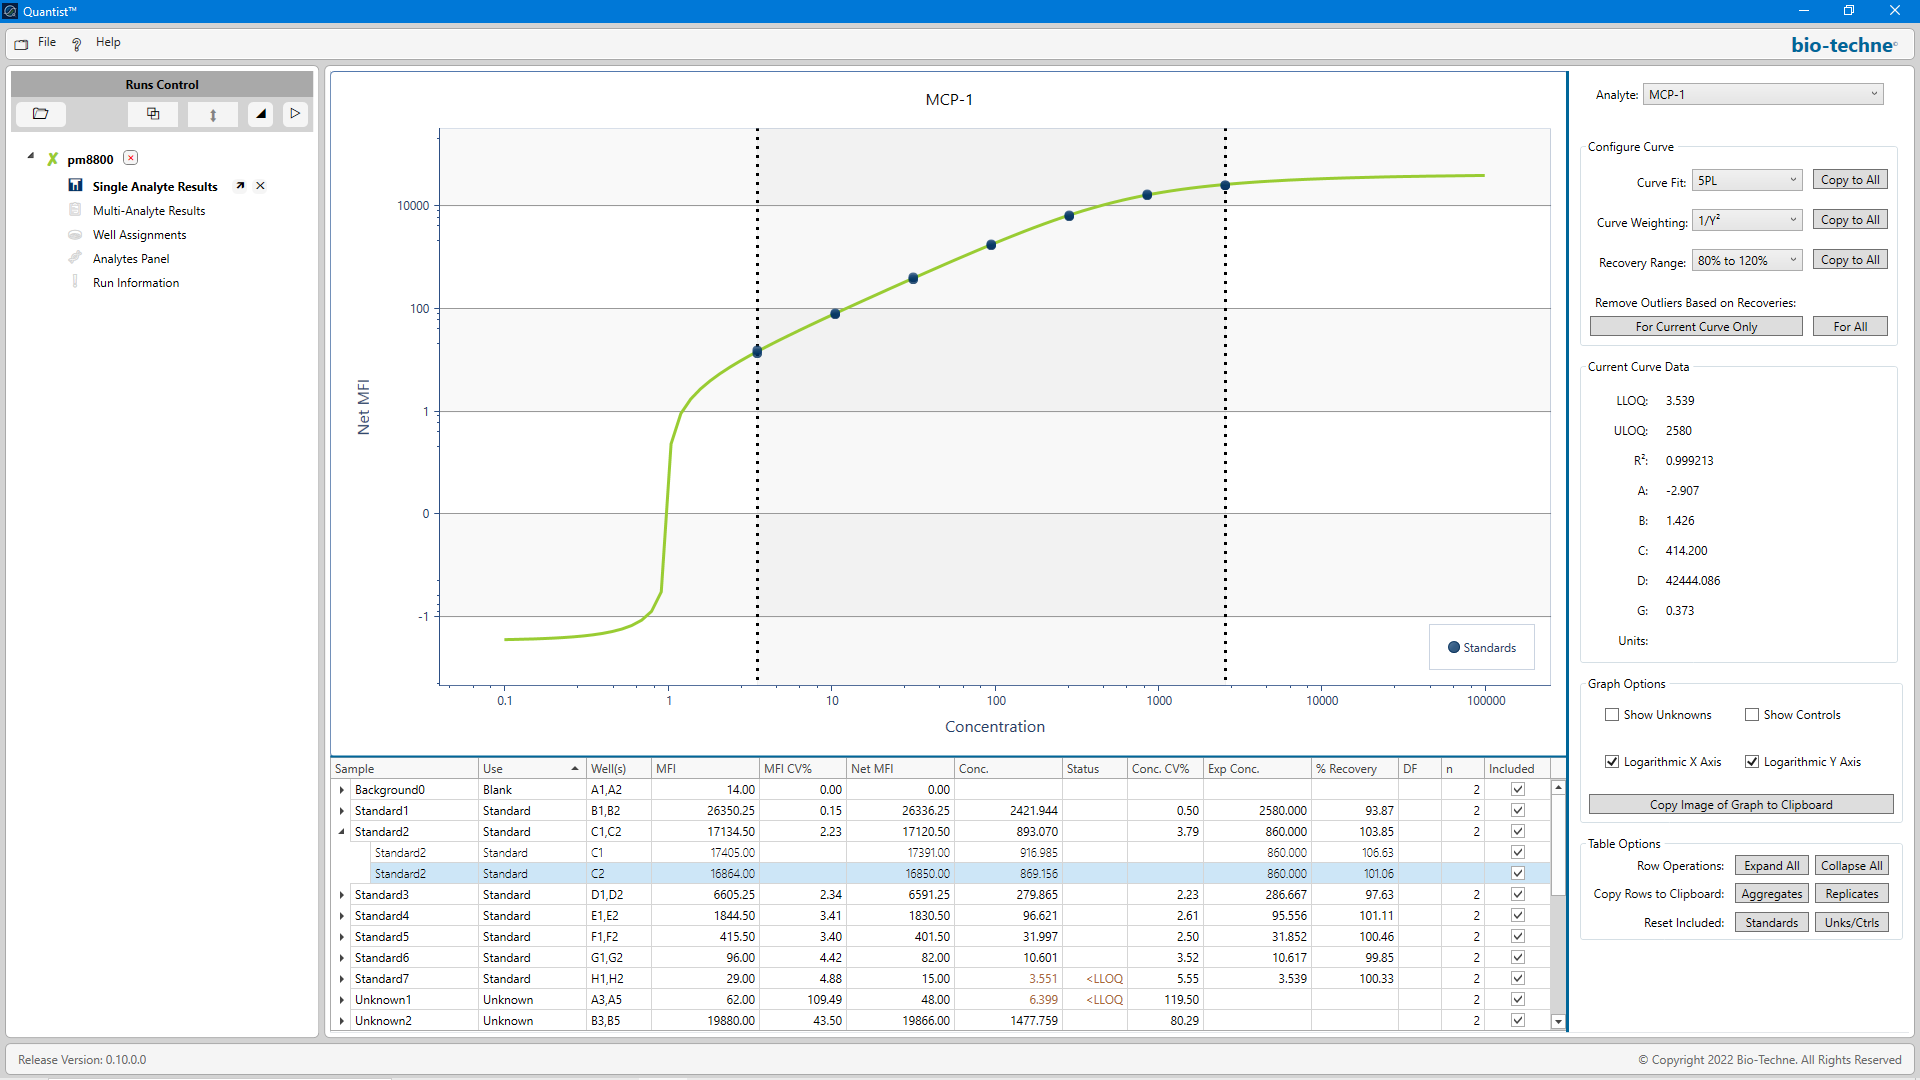 Quantist™
File Help
bio-techne
Runs Control
pm8800
Single Analyte Results
Multi-Analyte Results
Well Assignments
Analytes Panel
Run Information
MCP-1
Net MFI
10000
100
1
0
-1
0.1 1 10 100 1000 10000 100000
Concentration
Standards
Sample Use Well(s) MFI MFI CV% Net MFI Conc. Status Conc. CV% Exp Conc. % Recovery DF n Included
Background0 Blank A1,A2 14.00 0.00 0.00 2
Standard1 Standard B1,B2 26350.25 0.15 26336.25 2421.944 0.50 2580.000 93.87 2
Standard2 Standard C1,C2 17134.50 2.23 17120.50 893.070 3.79 860.000 103.85 2
Standard2 Standard C1 17405.00 17391.00 916.985 860.000 106.63
Standard2 Standard C2 16864.00 16850.00 869.156 860.000 101.06
Standard3 Standard D1,D2 6605.25 2.34 6591.25 279.865 2.23 286.667 97.63 2
Standard4 Standard E1,E2 1844.50 3.41 1830.50 96.621 2.61 95.556 101.11 2
Standard5 Standard F1,F2 415.50 3.40 401.50 31.997 2.50 31.852 100.46 2
Standard6 Standard G1,G2 96.00 4.42 82.00 10.601 3.52 10.617 99.85 2
Standard7 Standard H1,H2 29.00 4.88 15.00 3.551 <LLOQ 5.55 3.539 100.33 2
Unknown1 Unknown A3,A5 62.00 109.49 48.00 6.399 <LLOQ 119.50 2
Unknown2 Unknown B3,B5 19880.00 43.50 19866.00 1477.759 80.29 2
Analyte: MCP-1
Configure Curve
Curve Fit: 5PL Copy to All
Curve Weighting: 1/Y² Copy to All
Recovery Range: 80% to 120% Copy to All
Remove Outliers Based on Recoveries:
For Current Curve Only For All
Current Curve Data
LLOQ: 3.539
ULOQ: 2580
R²: 0.999213
A: -2.907
B: 1.426
C: 414.200
D: 42444.086
G: 0.373
Units:
Graph Options
Show Unknowns Show Controls
Logarithmic X Axis Logarithmic Y Axis
Copy Image of Graph to Clipboard
Table Options
Row Operations: Expand All Collapse All
Copy Rows to Clipboard: Aggregates Replicates
Reset Included: Standards Unks/Ctrls
Release Version: 0.10.0.0
© Copyright 2022 Bio-Techne. All Rights Reserved